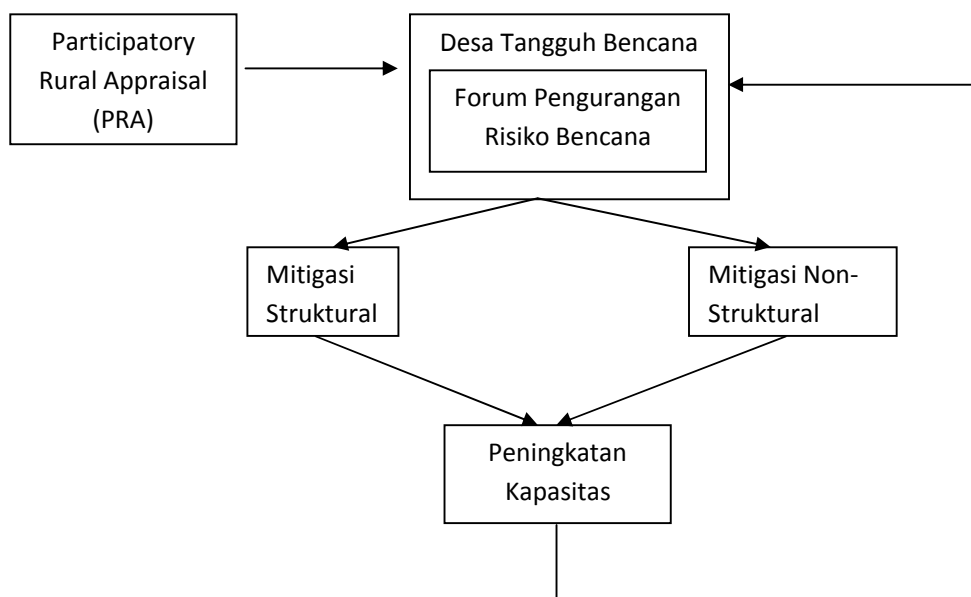 Participatory
Rural Appraisal
(PRA)
Desa Tangguh Bencana
Forum Pengurangan
Risiko Bencana
Mitigasi
Struktural
Mitigasi Non-
Struktural
Peningkatan
Kapasitas